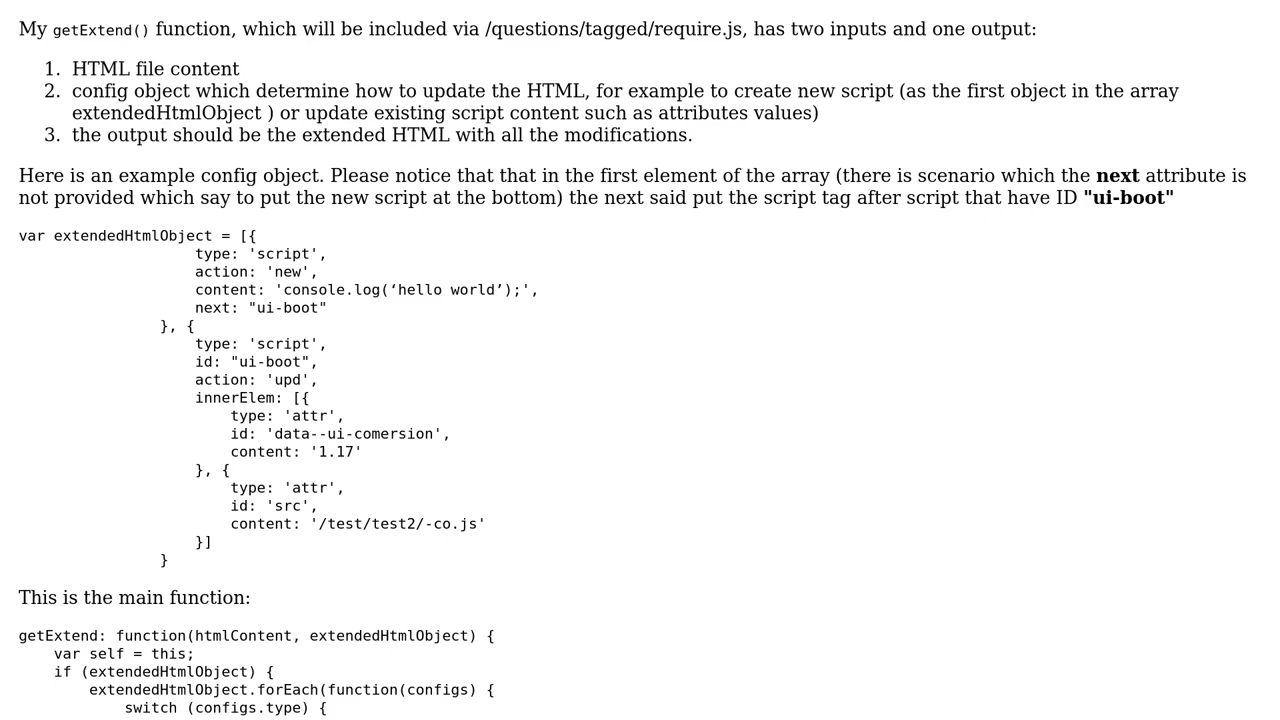 My getExtend() function, which will be included via /questions/tagged/require.js, has two inputs and one output:
1. HTML file content
2. config object which determine how to update the HTML, for example to create new script (as the first object in the array
extendedHtmlObject ) or update existing script content such as attributes values)
3. the output should be the extended HTML with all the modifications.
Here is an example config object. Please notice that that in the first element of the array (there is scenario which the next attribute is
not provided which say to put the new script at the bottom) the next said put the script tag after script that have ID "ui-boot"
var extendedHtmlObject = [{
                    type: 'script',
                    action: 'new',
                    content: 'console.log(‘hello world’);',
                    next: "ui-boot"
                }, {
                    type: 'script',
                    id: "ui-boot",
                    action: 'upd',
                    innerElem: [{
                        type: 'attr',
                        id: 'data--ui-comersion',
                        content: '1.17'
                    }, {
                        type: 'attr',
                        id: 'src',
                        content: '/test/test2/-co.js'
                    }]
                }
This is the main function:
getExtend: function(htmlContent, extendedHtmlObject) {
    var self = this;
    if (extendedHtmlObject) {
        extendedHtmlObject.forEach(function(configs) {
            switch (configs.type) {